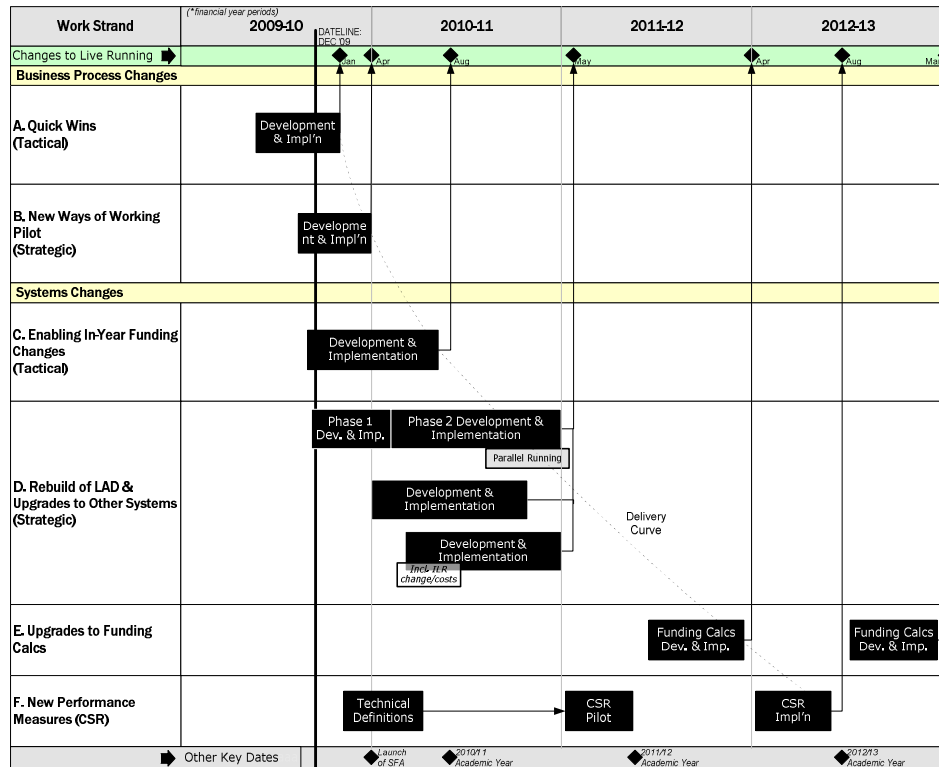 (*financial year periods)
Work Strand
2009-10
2010-11
2011-12
2012-13
DATELINE:
DEC '09
Changes to Live Running
Jan
Apr
Aug
May
Apr
Aug
Mar
Business Process Changes
A. Quick Wins
(Tactical)
Development
& Impl'n
B. New Ways of Working
Pilot
(Strategic)
Developme
nt & Impl'n
Systems Changes
C. Enabling In-Year Funding
Changes
(Tactical)
Development &
Implementation
D. Rebuild of LAD &
Upgrades to Other Systems
(Strategic)
Phase 1
Dev. & Imp.
Phase 2 Development &
Implementation
Parallel Running
Development &
Implementation
Development &
Implementation
Incl. ILR
change/costs
Delivery
Curve
E. Upgrades to Funding
Calcs
Funding Calcs
Dev. & Imp.
Funding Calcs
Dev. & Imp.
F. New Performance
Measures (CSR)
Technical
Definitions
CSR
Pilot
CSR
Impl'n
Other Key Dates
Launch
of SFA
2010/11
Academic Year
2011/12
Academic Year
2012/13
Academic Year